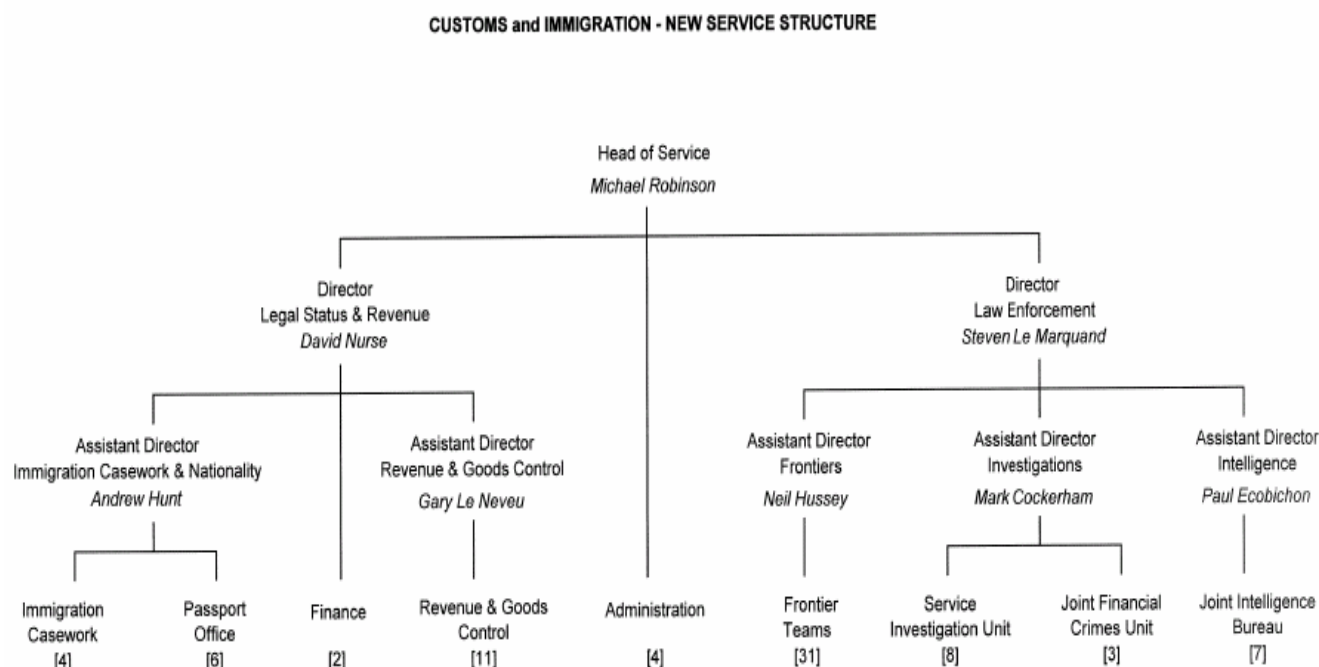 CUSTOMS and IMMIGRATION - NEW SERVICE STRUCTURE
Head of Service
Michael Robinson
Director
Legal Status & Revenue
David Nurse
Director
Law Enforcement
Steven Le Marquand
Assistant Director
Immigration Casework & Nationality
Andrew Hunt
Assistant Director
Revenue & Goods Control
Gary Le Neveu
Assistant Director
Frontiers
Neil Hussey
Assistant Director
Investigations
Mark Cockerham
Assistant Director
Intelligence
Paul Ecobichon
Immigration
Casework
[4]
Passport
Office
[6]
Finance
[2]
Revenue & Goods
Control
[11]
Administration
[4]
Frontier
Teams
[31]
Service
Investigation Unit
[8]
Joint Financial
Crimes Unit
[3]
Joint Intelligence
Bureau
[7]